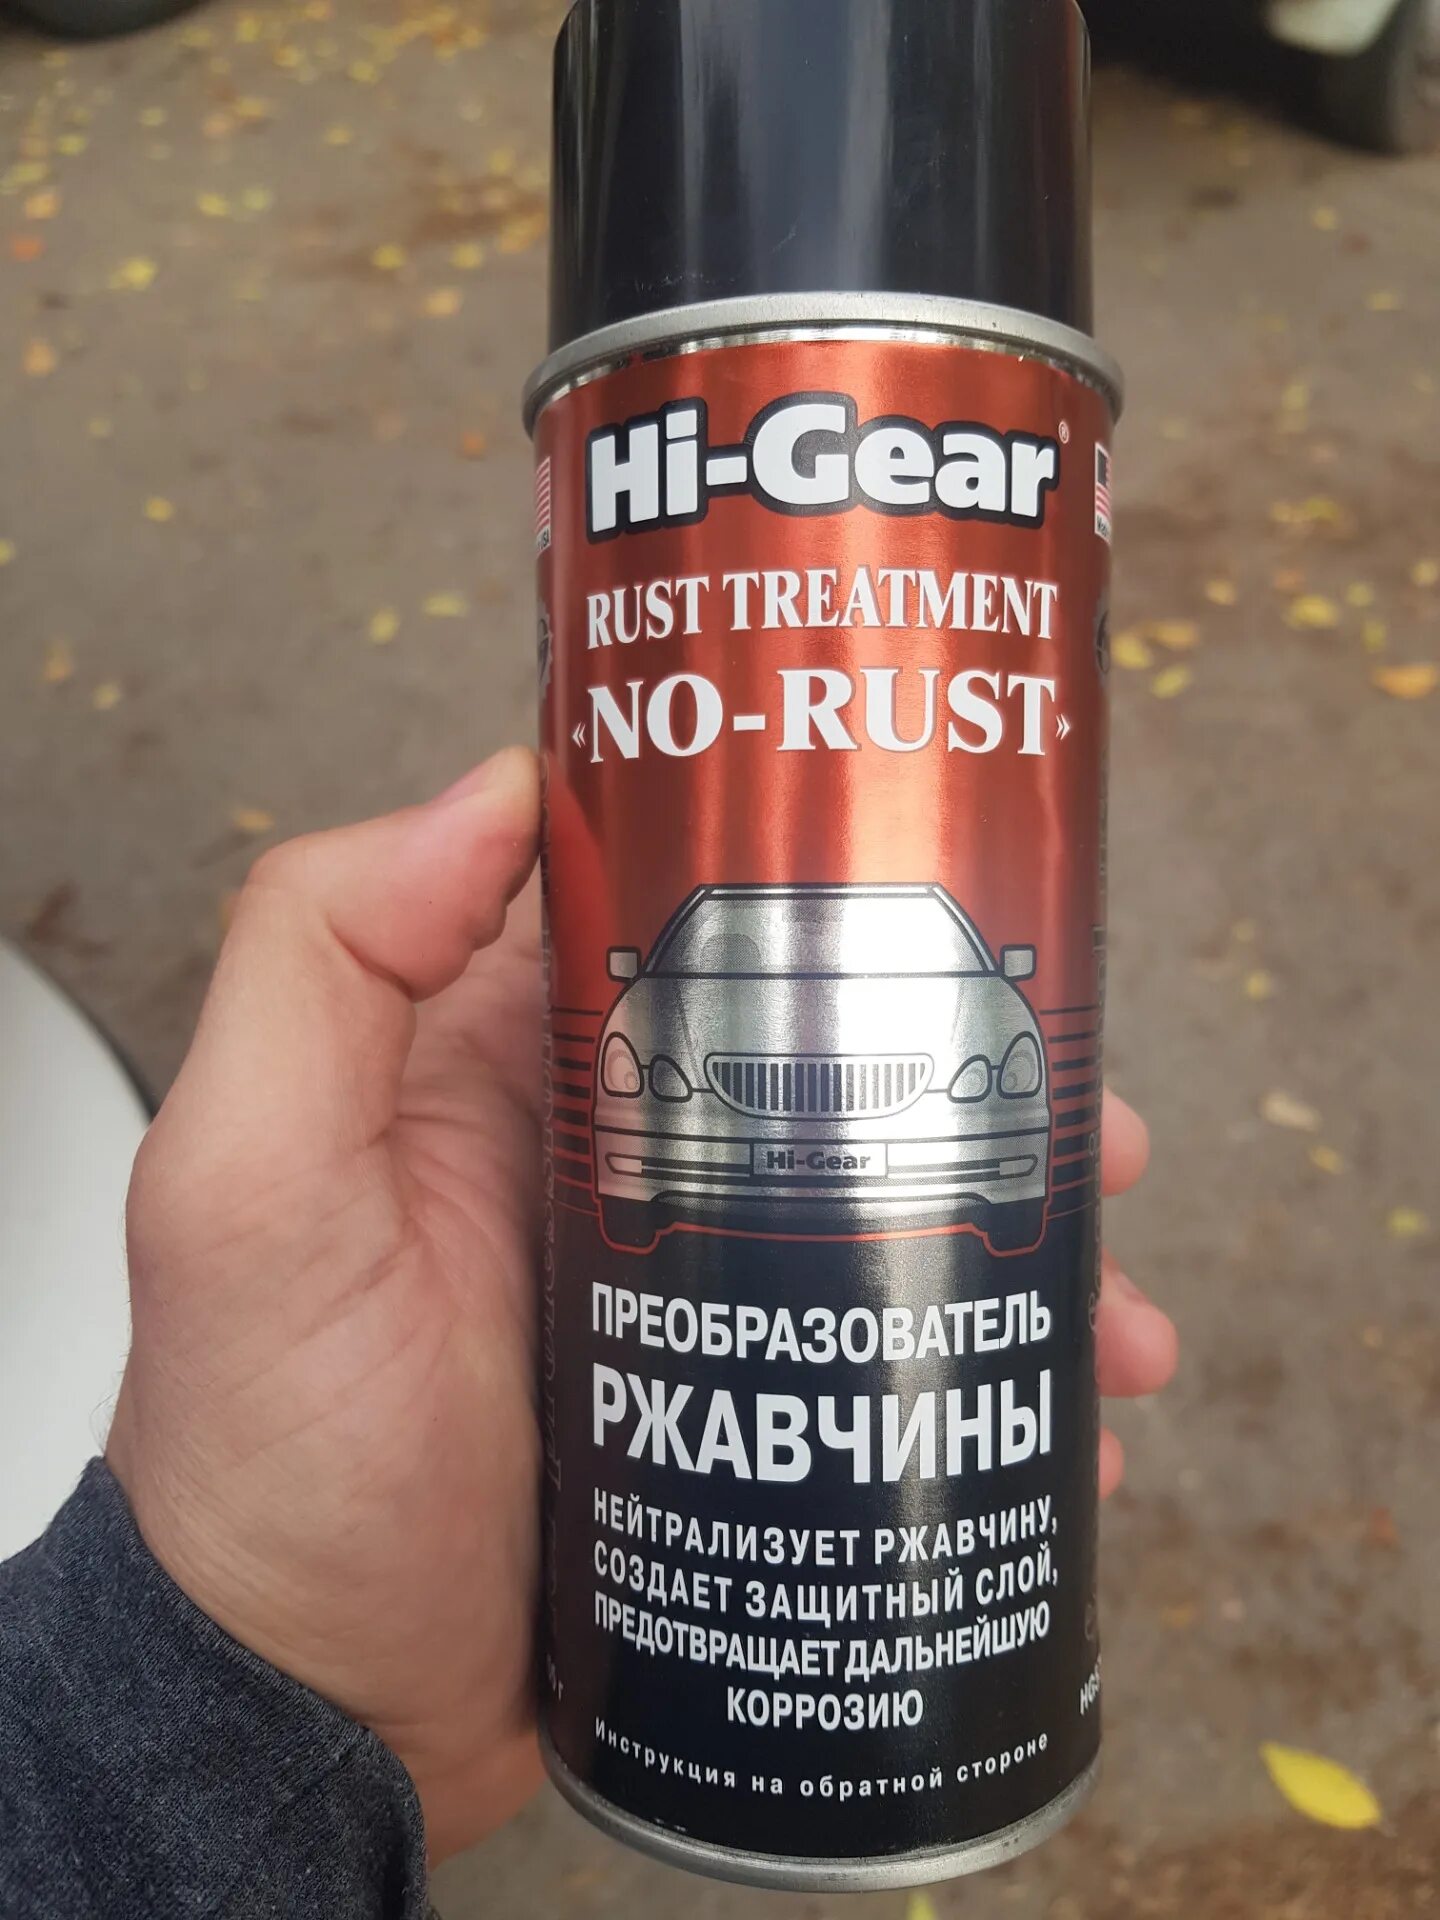 Hi-Gear®
RUST TREATMENT
«NO-RUST»
Hi-Gear
ПРЕОБРАЗОВАТЕЛЬ
РЖАВЧИНЫ
НЕЙТРАЛИЗУЕТ РЖАВЧИНУ,
СОЗДАЕТ ЗАЩИТНЫЙ СЛОЙ,
ПРЕДОТВРАЩАЕТ ДАЛЬНЕЙШУЮ
КОРРОЗИЮ
Инструкция на обратной стороне